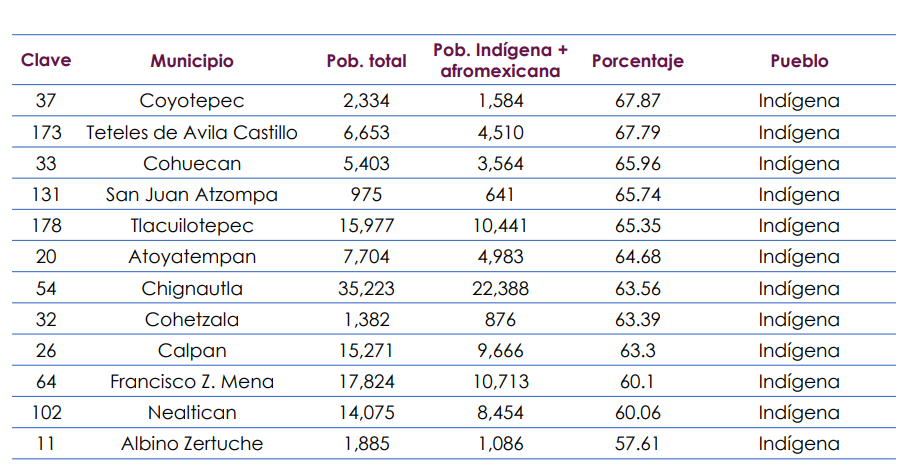 Clave Municipio Pob. total Pob. Indígena + afromexicana Porcentaje Pueblo
37 Coyotepec 2,334 1,584 67.87 Indígena
173 Teteles de Avila Castillo 6,653 4,510 67.79 Indígena
33 Cohuecan 5,403 3,564 65.96 Indígena
131 San Juan Atzompa 975 641 65.74 Indígena
178 Tlacuilotepec 15,977 10,441 65.35 Indígena
20 Atoyatempan 7,704 4,983 64.68 Indígena
54 Chignautla 35,223 22,388 63.56 Indígena
32 Cohetzala 1,382 876 63.39 Indígena
26 Calpan 15,271 9,666 63.3 Indígena
64 Francisco Z. Mena 17,824 10,713 60.1 Indígena
102 Nealtican 14,075 8,454 60.06 Indígena
11 Albino Zertuche 1,885 1,086 57.61 Indígena